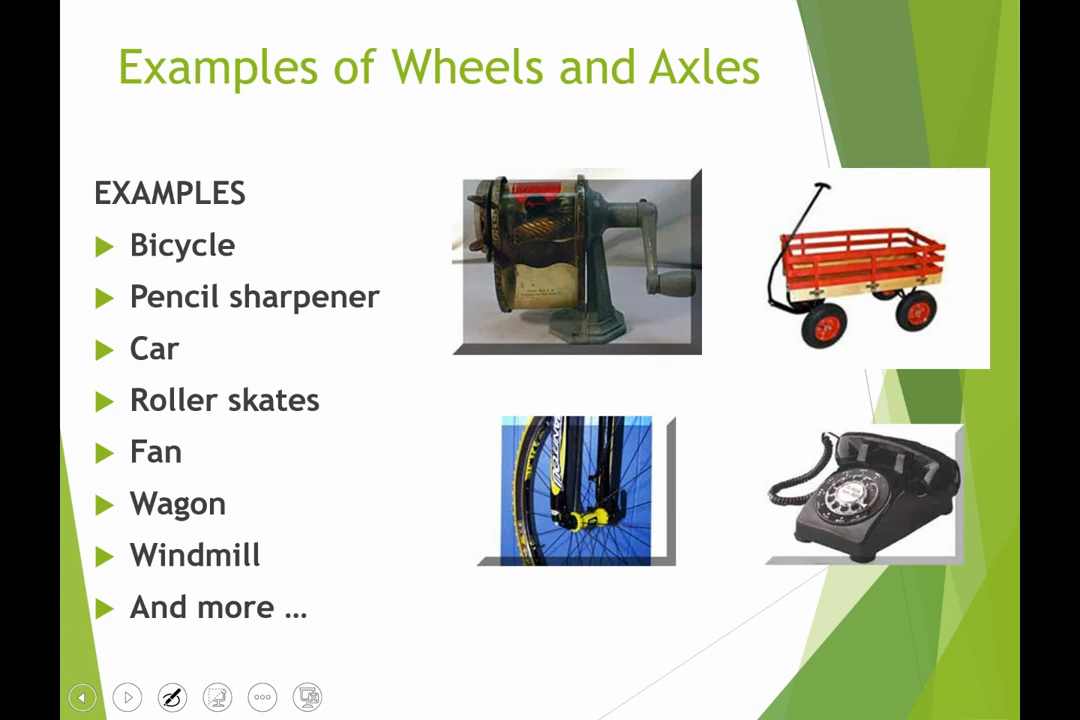 Examples of Wheels and Axles
EXAMPLES
Bicycle
Pencil sharpener
Car
Roller skates
Fan
Wagon
Windmill
And more …